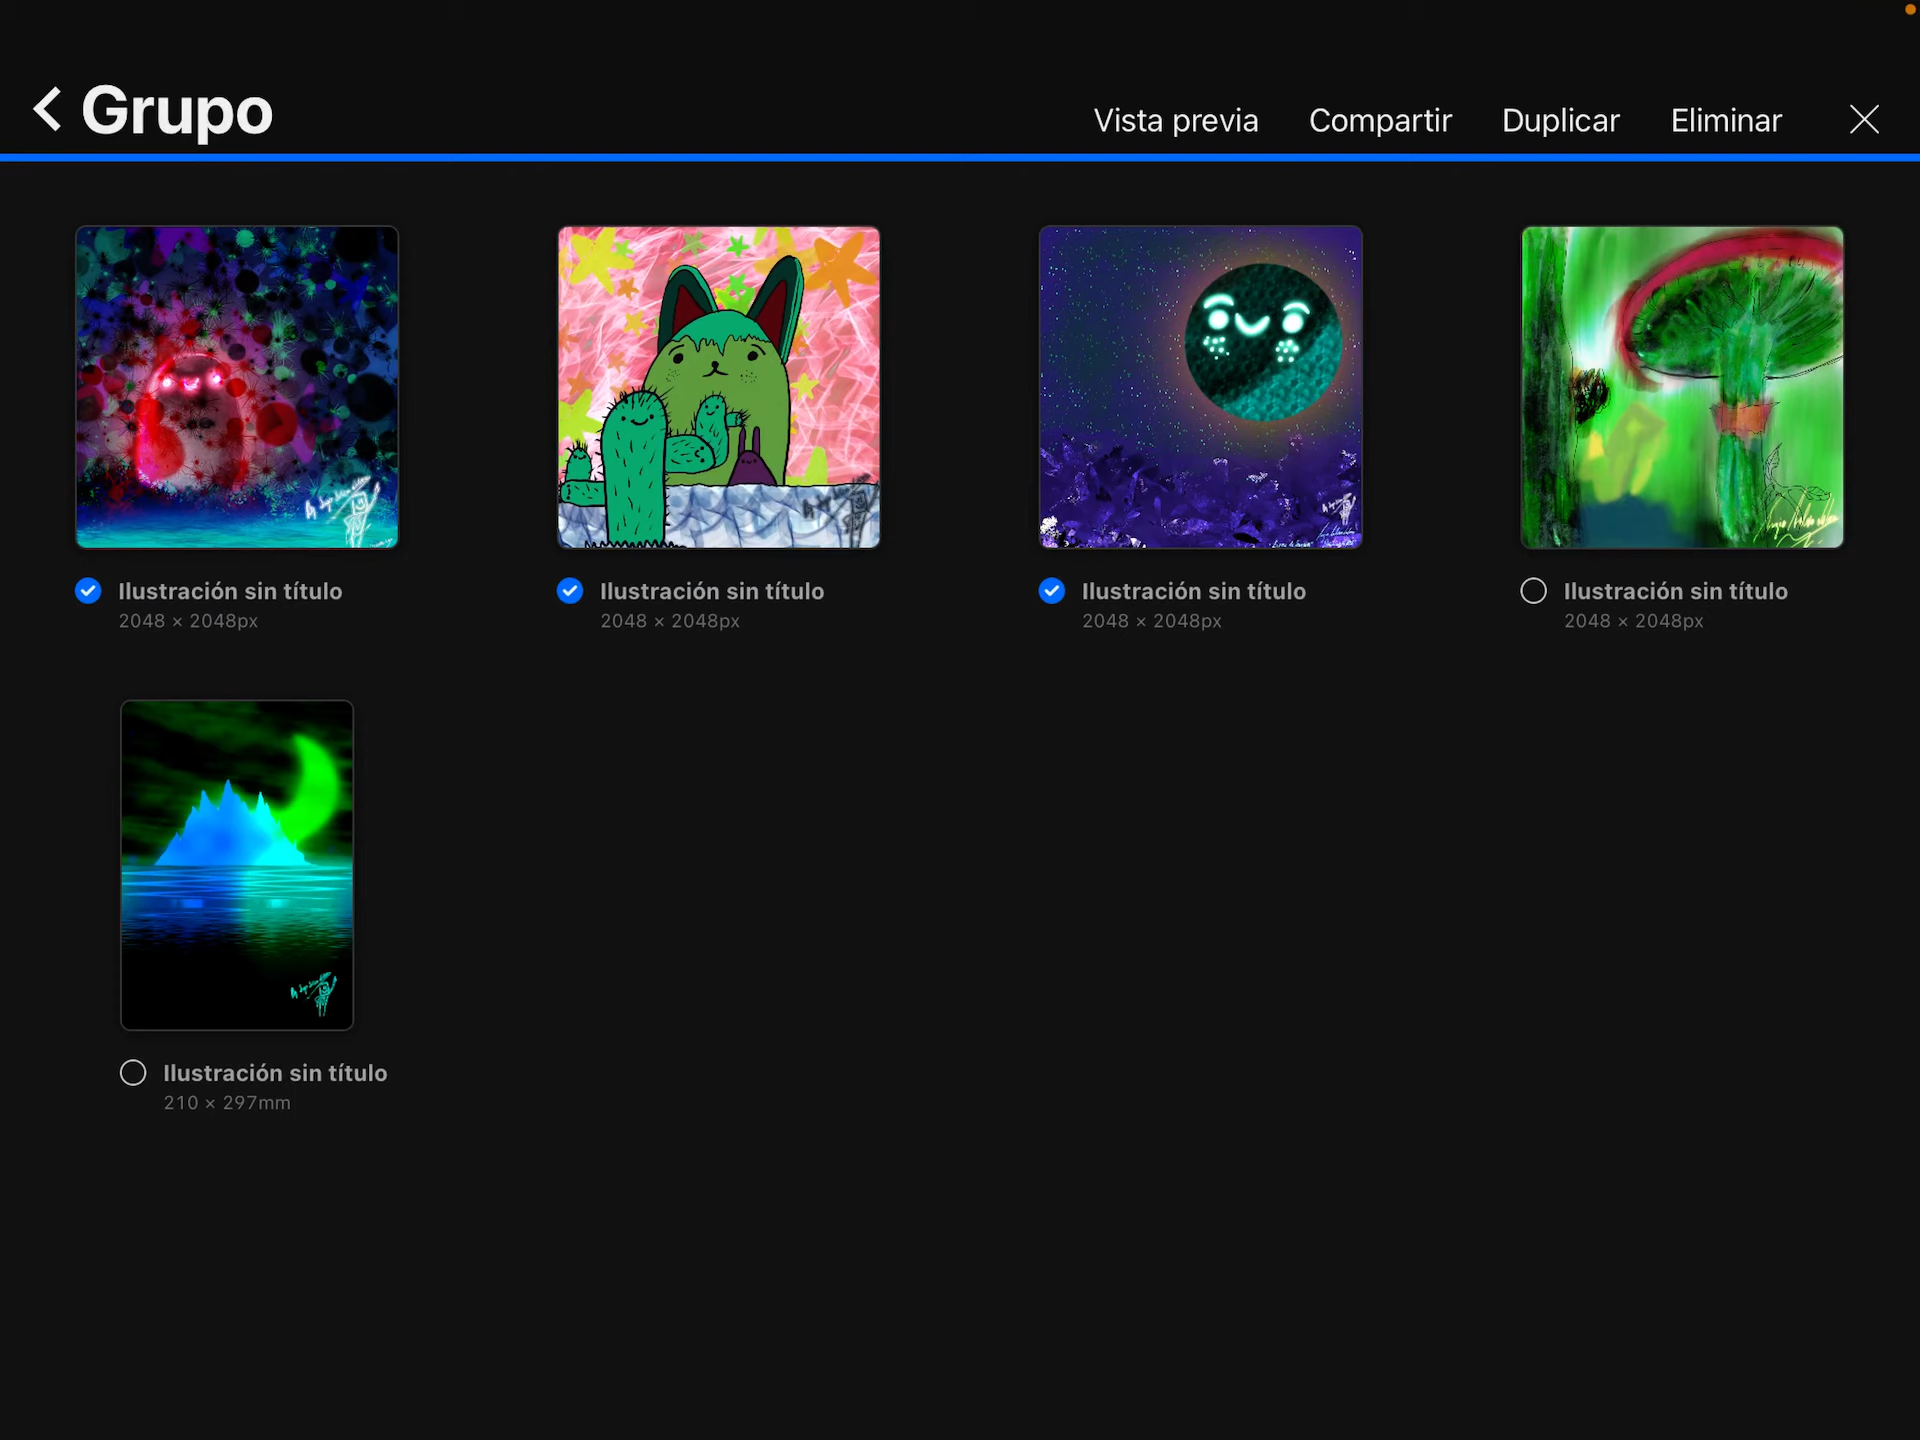 Grupo
Vista previa Compartir Duplicar Eliminar
Ilustración sin título
2048 × 2048px
Ilustración sin título
2048 × 2048px
Ilustración sin título
2048 × 2048px
Ilustración sin título
2048 × 2048px
Ilustración sin título
210 × 297mm